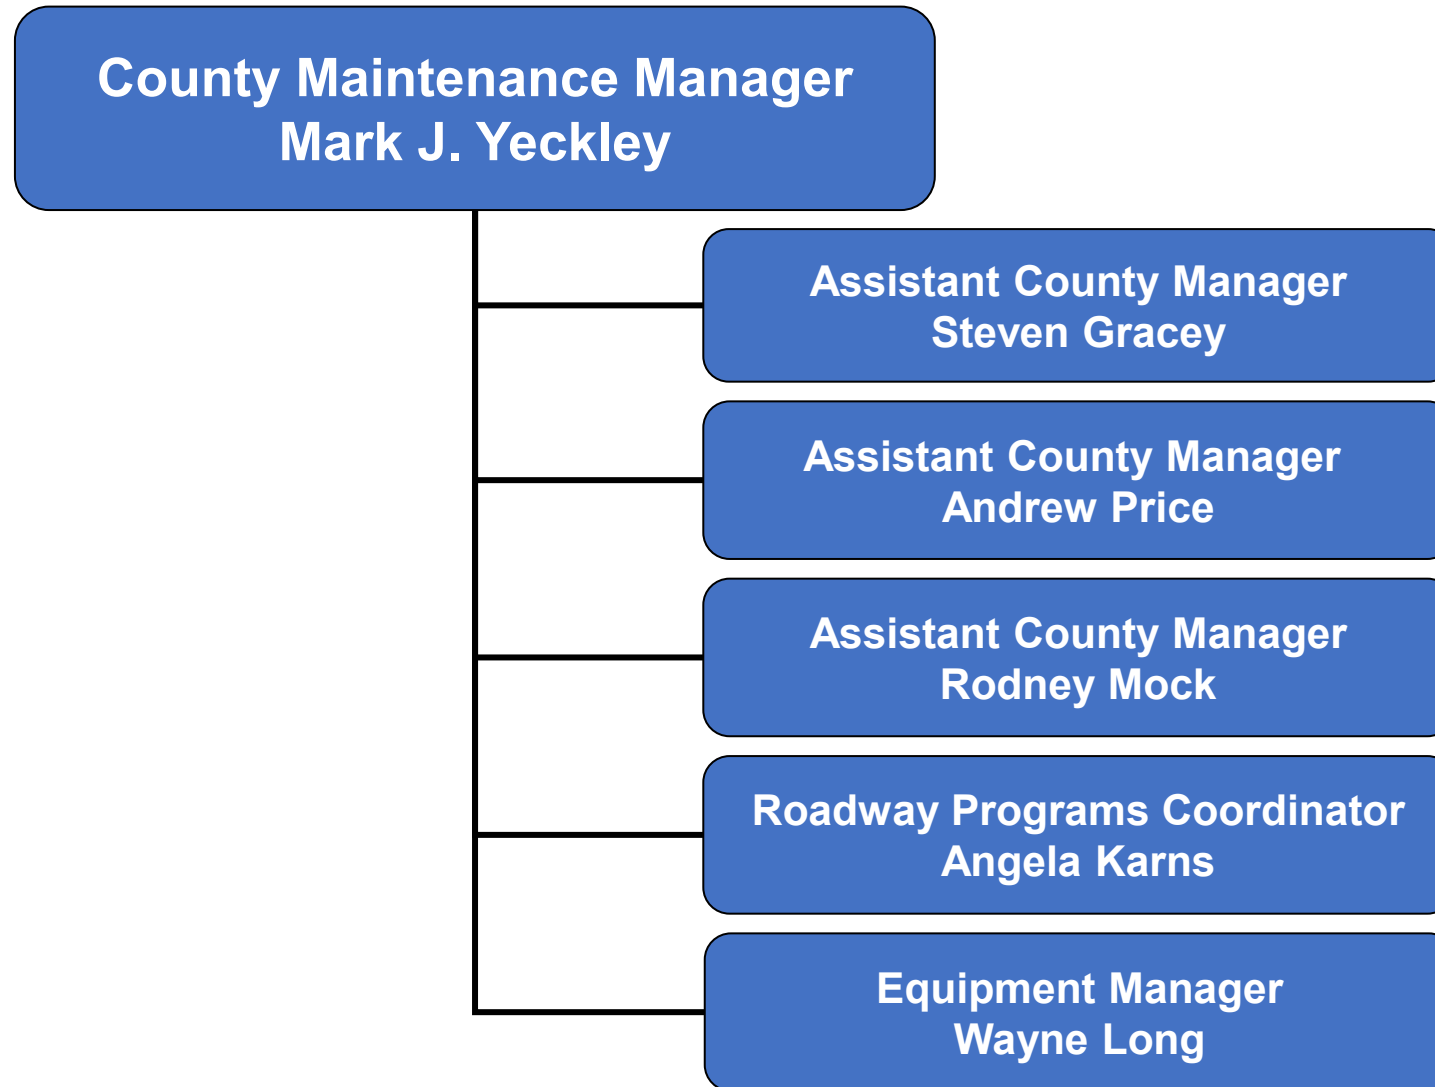 County Maintenance Manager
Mark J. Yeckley
Assistant County Manager
Steven Gracey
Assistant County Manager
Andrew Price
Assistant County Manager
Rodney Mock
Roadway Programs Coordinator
Angela Karns
Equipment Manager
Wayne Long